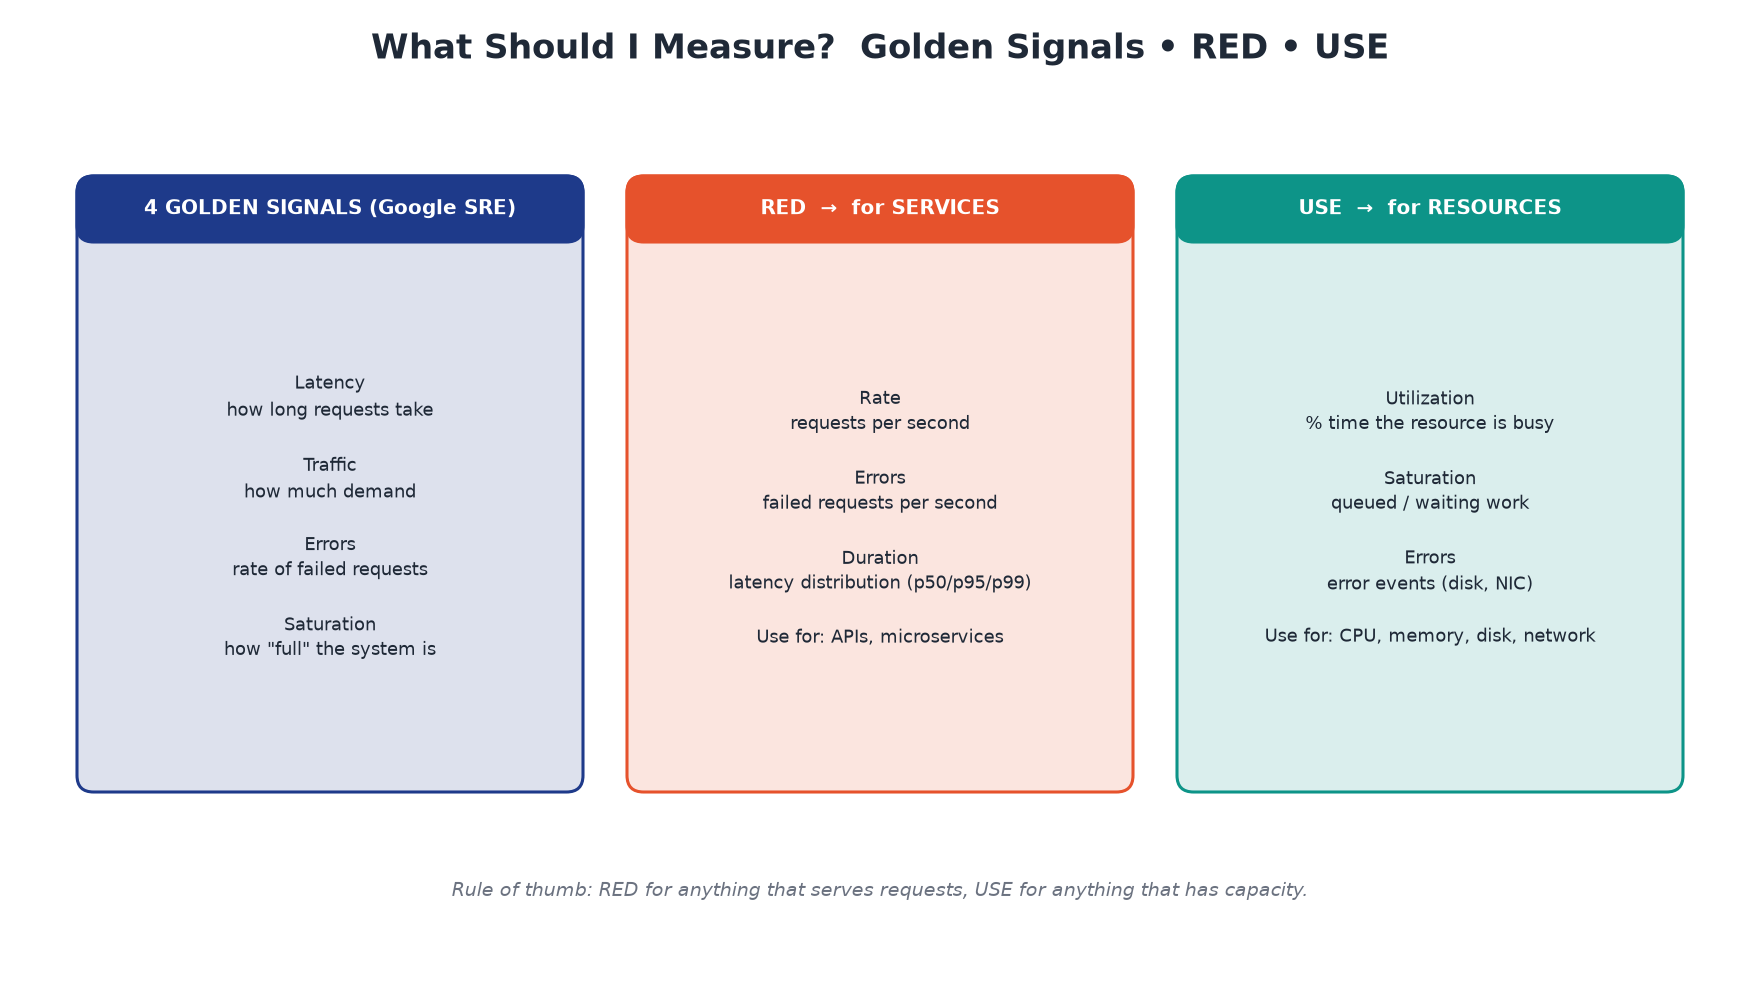 What Should I Measure?  Golden Signals • RED • USE
4 GOLDEN SIGNALS (Google SRE)
Latency
how long requests take
Traffic
how much demand
Errors
rate of failed requests
Saturation
how "full" the system is
RED → for SERVICES
Rate
requests per second
Errors
failed requests per second
Duration
latency distribution (p50/p95/p99)
Use for: APIs, microservices
USE → for RESOURCES
Utilization
% time the resource is busy
Saturation
queued / waiting work
Errors
error events (disk, NIC)
Use for: CPU, memory, disk, network
Rule of thumb: RED for anything that serves requests, USE for anything that has capacity.